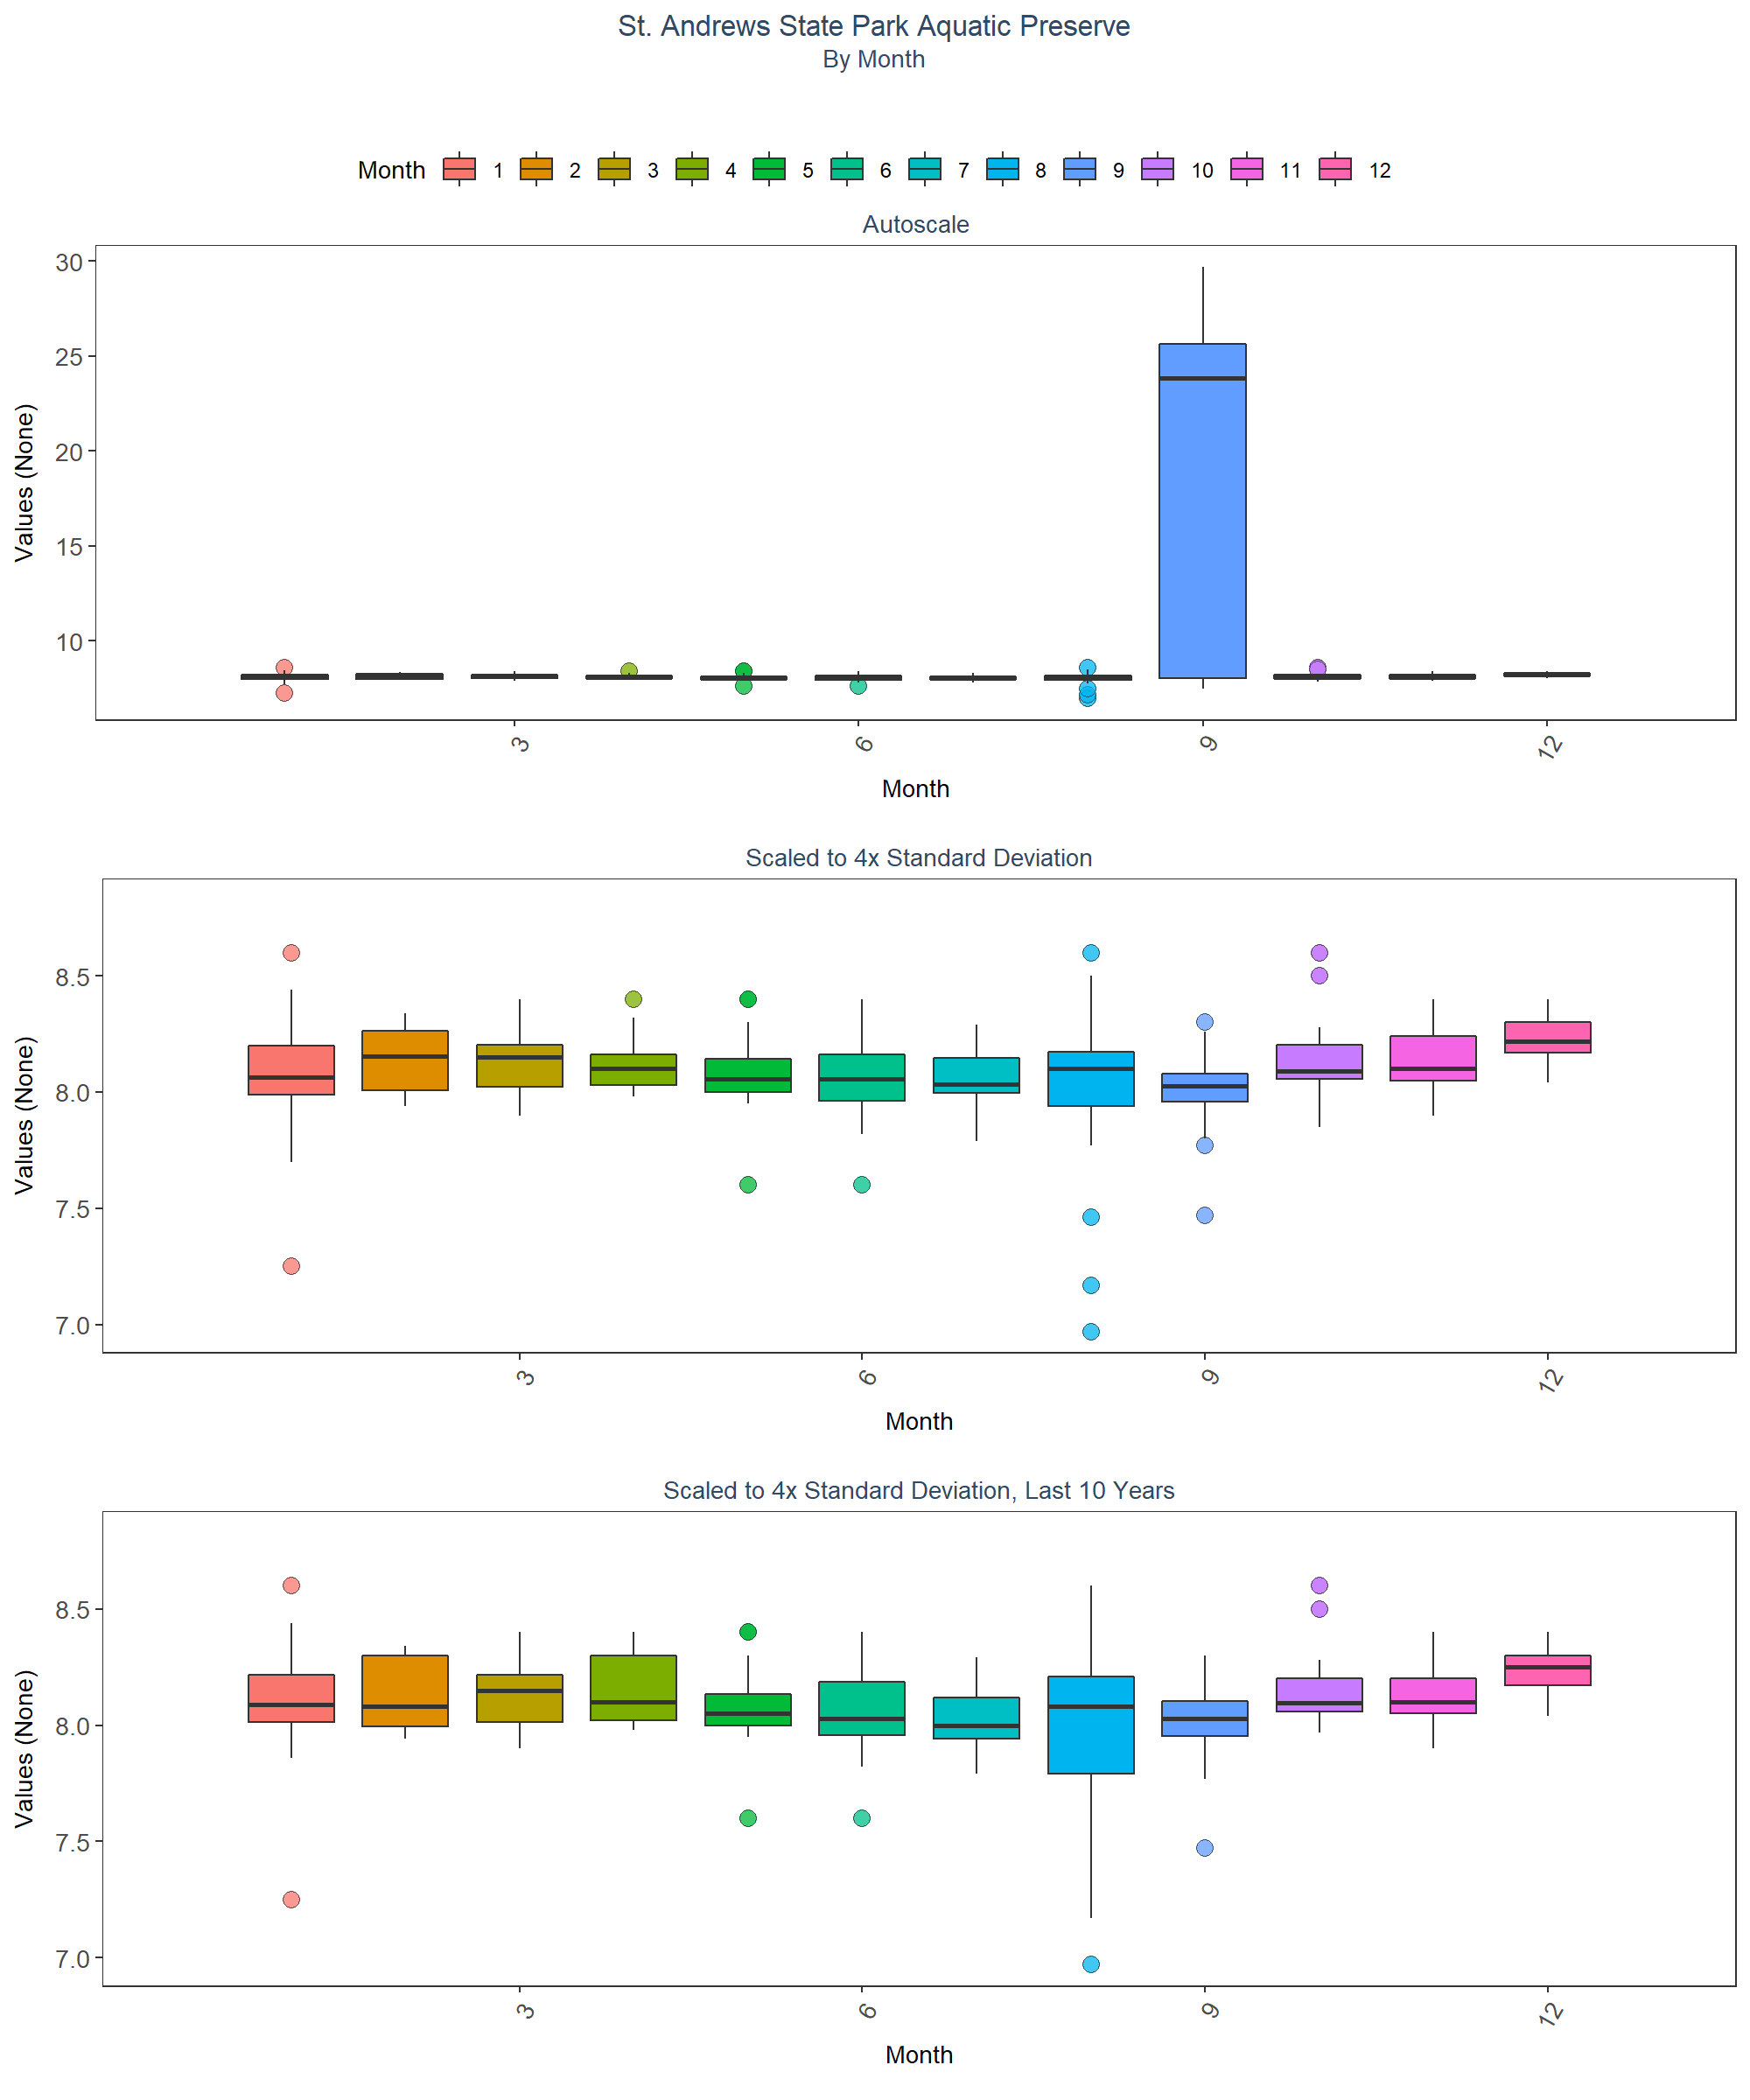 St. Andrews State Park Aquatic Preserve
By Month
Month 1 2 3 4 5 6 7 8 9 10 11 12
Autoscale
Values (None)
30
25
20
15
10
3 6 9 12
Month
Scaled to 4x Standard Deviation
Values (None)
8.5
8.0
7.5
7.0
3 6 9 12
Month
Scaled to 4x Standard Deviation, Last 10 Years
Values (None)
8.5
8.0
7.5
7.0
3 6 9 12
Month